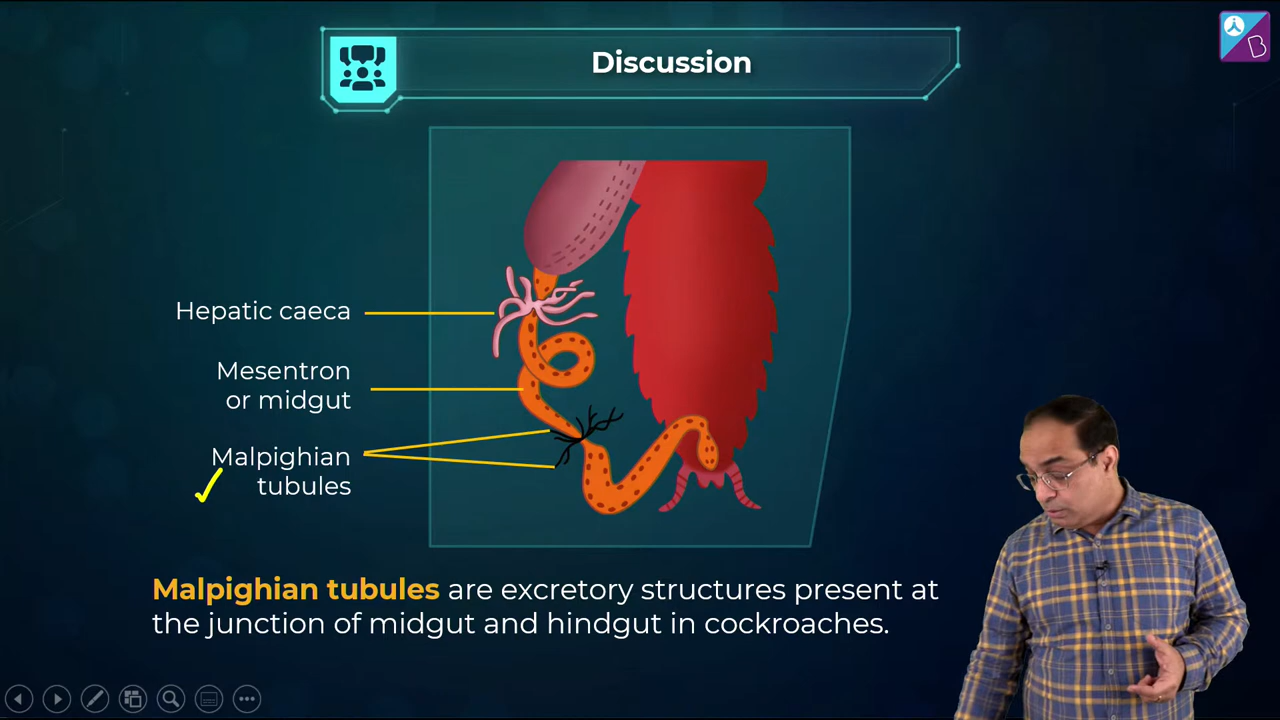 Discussion
Hepatic caeca
Mesentron
or midgut
Malpighian
tubules
Malpighian tubules are excretory structures present at
the junction of midgut and hindgut in cockroaches.
B